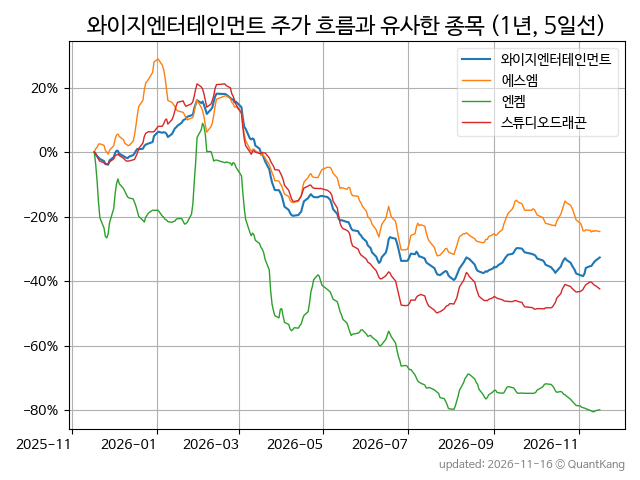 와이지엔터테인먼트 주가 흐름과 유사한 종목 (1년, 5일선)
와이지엔터테인먼트
에스엠
엔켐
스튜디오드래곤
20%
0%
−20%
−40%
−60%
−80%
2025-11 2026-01 2026-03 2026-05 2026-07 2026-09 2026-11
updated: 2026-11-16 © QuantKang